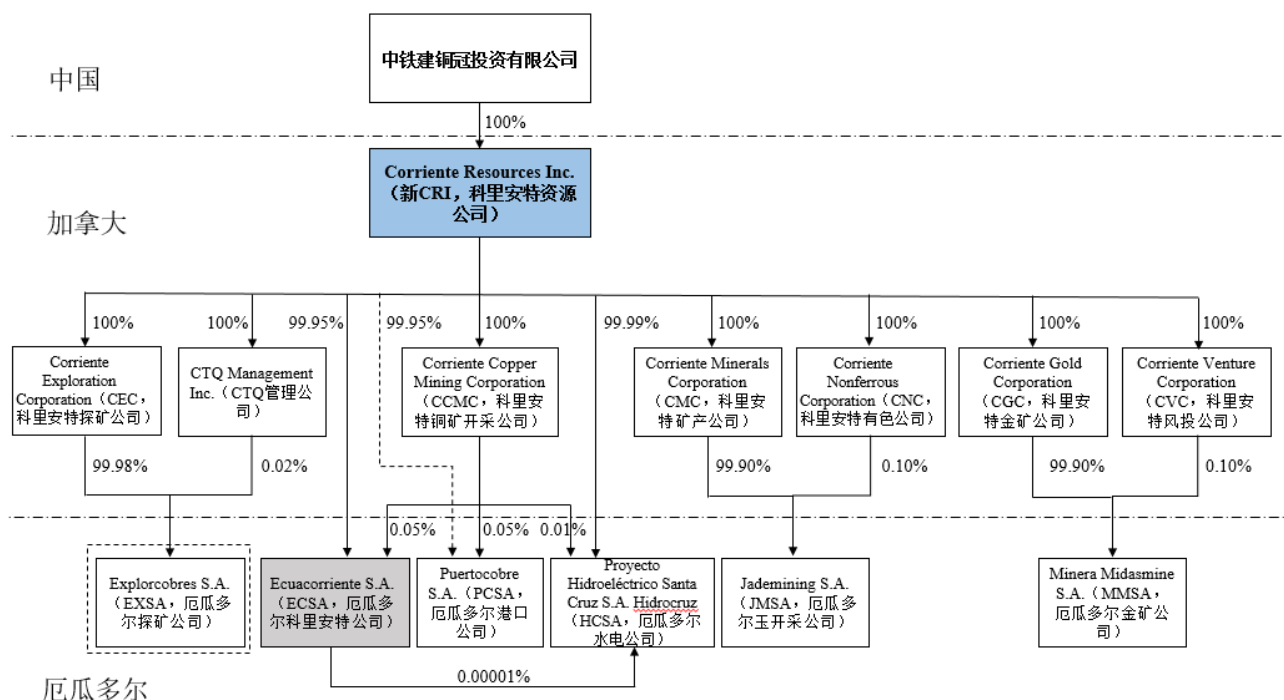 中铁建铜冠投资有限公司
中国
100%
Corriente Resources Inc.
（新CRI，科里安特资源
公司）
加拿大
100%
100%
99.95%
99.95%
100%
99.99%
100%
100%
100%
100%
Corriente
Exploration
Corporation（CEC，
科里安特探矿公司）
CTQ Management
Inc.（CTQ管理公
司）
Corriente Copper
Mining Corporation
（CCMC，科里安
特铜矿开采公司）
Corriente Minerals
Corporation
（CMC，科里安
特矿产公司）
Corriente
Nonferrous
Corporation（CNC，
科里安特有色公司）
Corriente Gold
Corporation
（CGC，科里安
特金矿公司）
Corriente Venture
Corporation
（CVC，科里安
特风投公司）
99.98%
0.02%
99.90%
0.10%
99.90%
0.10%
0.05%
0.05%
0.01%
Explorcobres S.A.
（EXSA，厄瓜多
尔探矿公司）
Ecuacorriente S.A.
（ECSA，厄瓜多
尔科里安特公司）
Puertocobre
S.A.（PCSA，
厄瓜多尔港口
公司）
Proyecto
Hidroeléctrico Santa
Cruz S.A. Hidrocruz
（HCSA，厄瓜多尔
水电公司）
Jademining S.A.
（JMSA，厄瓜多
尔玉开采公司）
Minera Midasmine
S.A.（MMSA，
厄瓜多尔金矿公
司）
0.00001%
厄瓜多尔